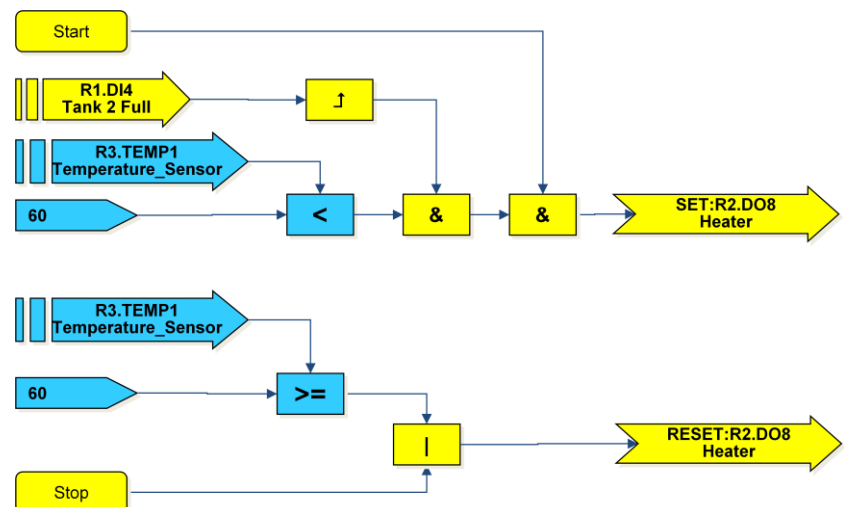 Start
R1.DI4
Tank 2 Full
R3.TEMP1
Temperature_Sensor
60
<
&
&
SET:R2.DO8
Heater
R3.TEMP1
Temperature_Sensor
60
>=
|
RESET:R2.DO8
Heater
Stop